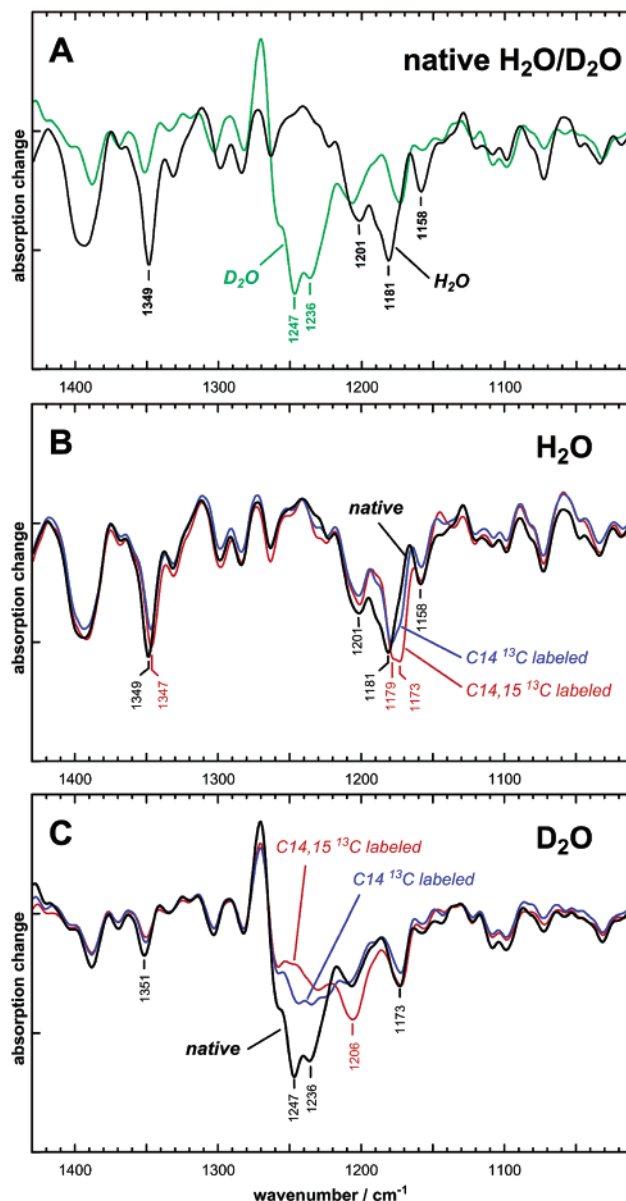 A
native H₂O/D₂O
absorption change
1349
D₂O
1247
1236
1201
1181
H₂O
1158
1400
1300
1200
1100
B
H₂O
absorption change
native
1201
1158
C14 ¹³C labeled
C14,15 ¹³C labeled
1349
1347
1181
1179
1173
1400
1300
1200
1100
C
D₂O
C14,15 ¹³C labeled
C14 ¹³C labeled
absorption change
1351
native
1247
1236
1206
1173
1400
1300
1200
1100
wavenumber / cm⁻¹